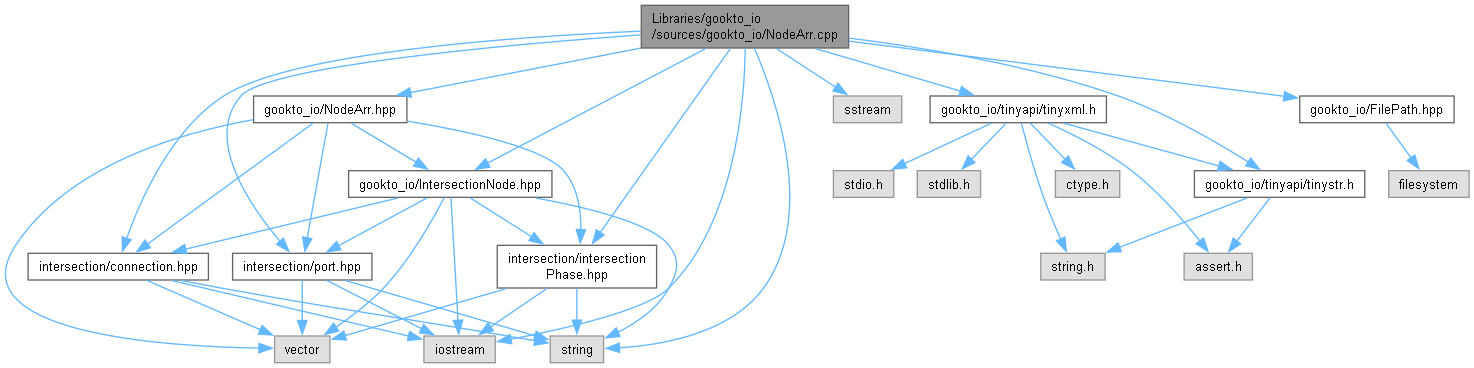 Libraries/gookto_io
/sources/gookto_io/NodeArr.cpp
gookto_io/NodeArr.hpp
sstream
gookto_io/tinyapi/tinyxml.h
gookto_io/FilePath.hpp
gookto_io/IntersectionNode.hpp
stdio.h
stdlib.h
ctype.h
gookto_io/tinyapi/tinystr.h
filesystem
intersection/connection.hpp
intersection/port.hpp
intersection/intersection
Phase.hpp
string.h
assert.h
vector
iostream
string